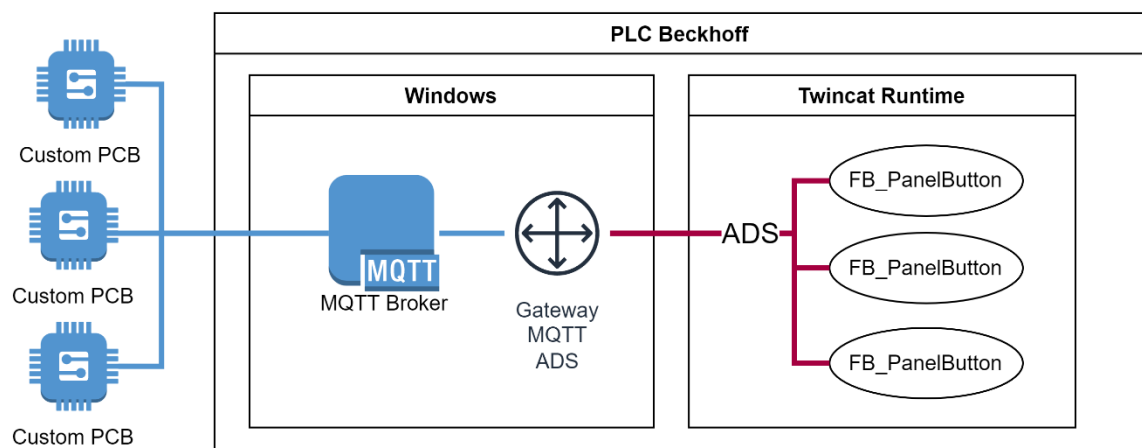 PLC Beckhoff
Windows
Twincat Runtime
Custom PCB
Custom PCB
Custom PCB
MQTT
MQTT Broker
Gateway
MQTT
ADS
ADS
FB_PanelButton
FB_PanelButton
FB_PanelButton